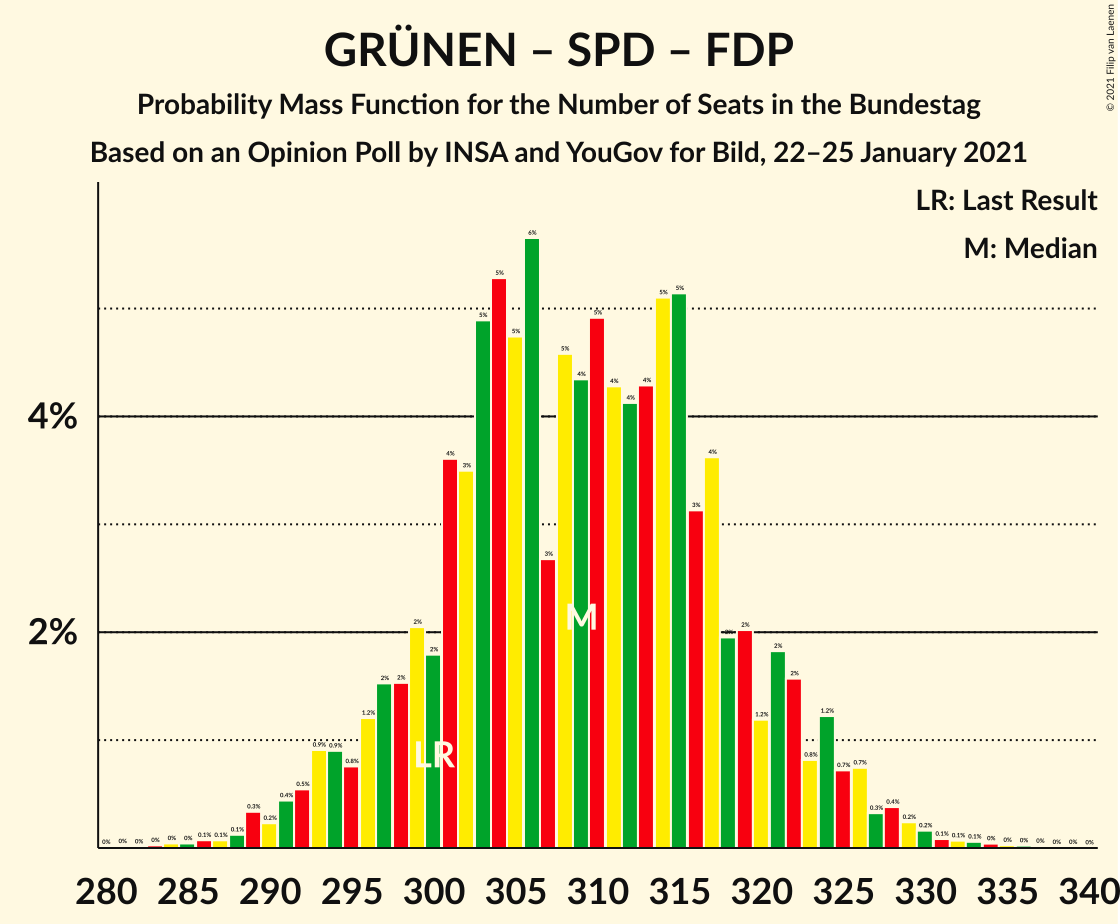 GRÜNEN – SPD – FDP
Probability Mass Function for the Number of Seats in the Bundestag
Based on an Opinion Poll by INSA and YouGov for Bild, 22–25 January 2021
© 2021 Filip van Laenen
LR: Last Result
M: Median
4%
2%
0% 0% 0% 0% 0% 0% 0.1% 0.1% 0.1% 0.3% 0.2% 0.4% 0.5% 0.9% 0.9% 0.8% 1.2% 2% 2% 2% 2% 4% 3% 5% 5% 5% 6% 3% 5% 4% 5% 4% 4% 4% 5% 5% 3% 4% 2% 2% 1.2% 2% 2% 0.8% 1.2% 0.7% 0.7% 0.3% 0.4% 0.2% 0.2% 0.1% 0.1% 0.1% 0% 0% 0% 0% 0% 0% 0%
LR
M
280 285 290 295 300 305 310 315 320 325 330 335 340